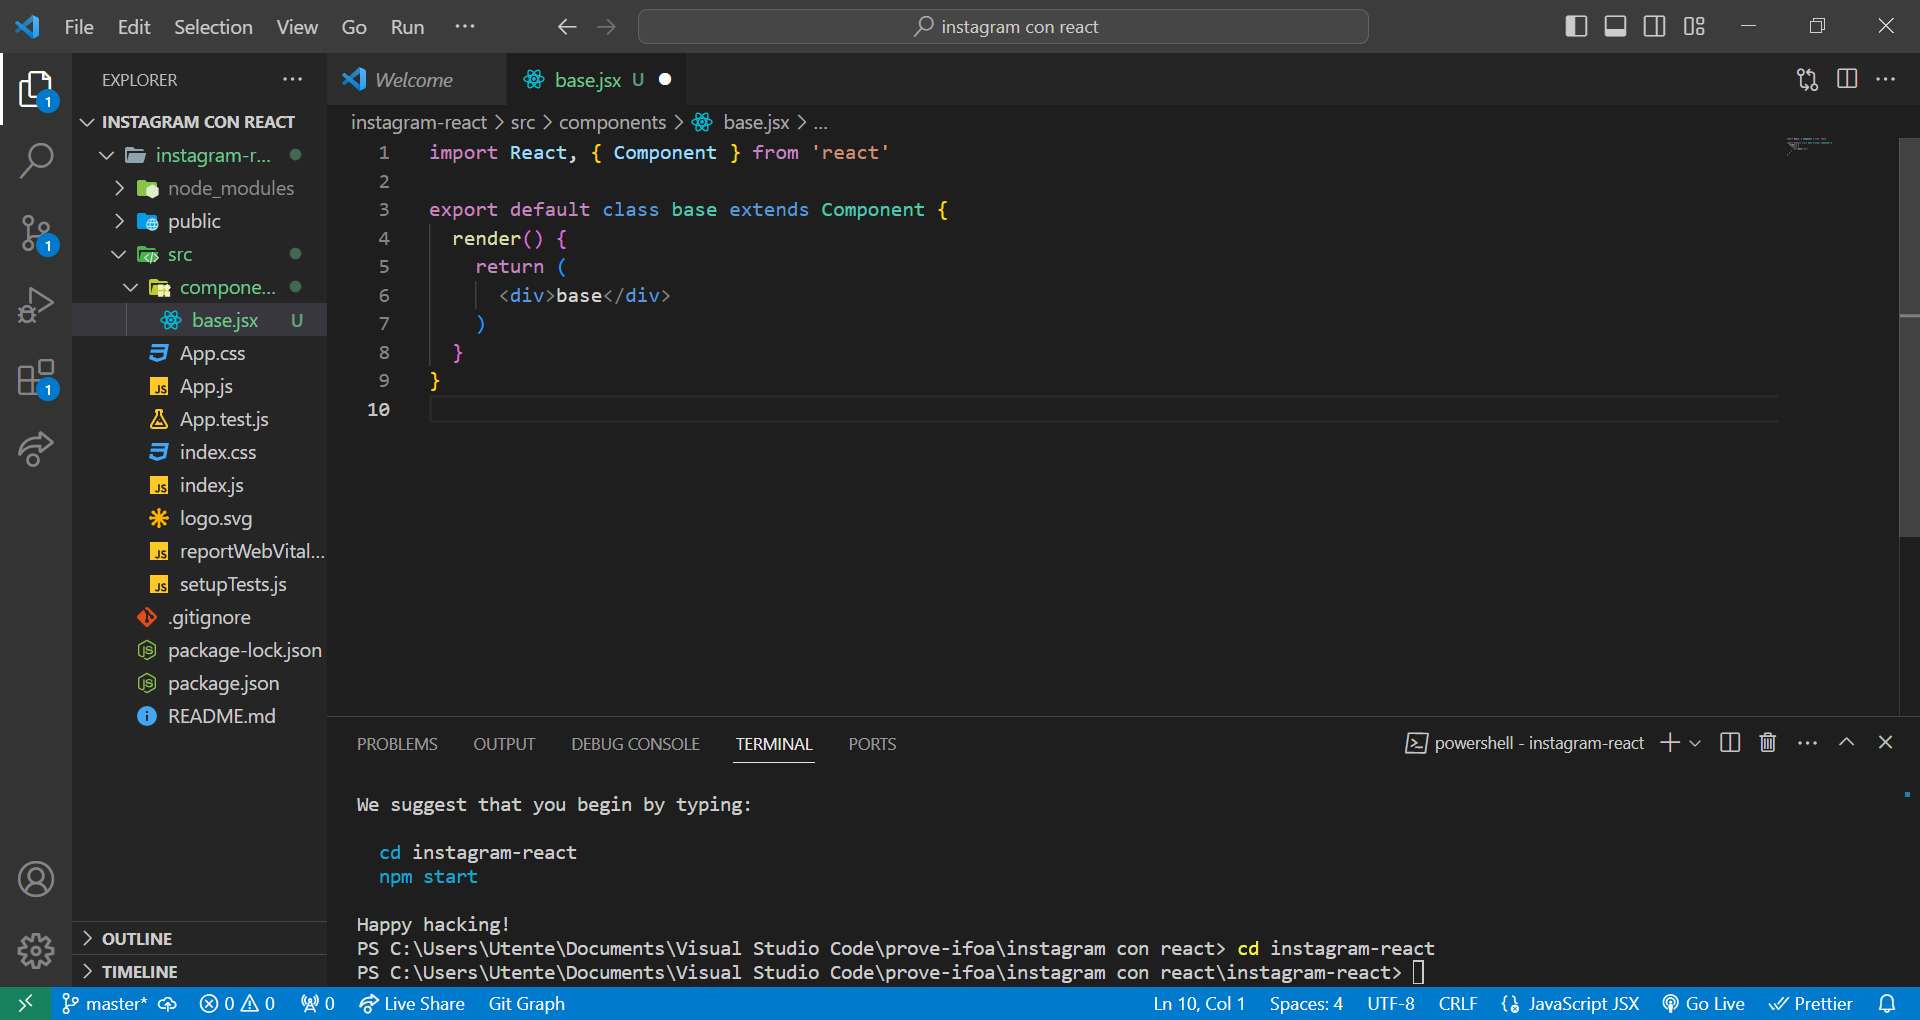 File Edit Selection View Go Run ···
instagram con react
EXPLORER ···
Welcome
base.jsx U
INSTAGRAM CON REACT
instagram-r...
node_modules
public
src
compone...
base.jsx U
App.css
App.js
App.test.js
index.css
index.js
logo.svg
reportWebVital...
setupTests.js
.gitignore
package-lock.json
package.json
README.md
OUTLINE
TIMELINE
1
1
1
instagram-react > src > components > base.jsx > ...
1 import React, { Component } from 'react'
2
3 export default class base extends Component {
4 render() {
5 return (
6 <div>base</div>
7 )
8 }
9 }
10
PROBLEMS OUTPUT DEBUG CONSOLE TERMINAL PORTS
powershell - instagram-react
We suggest that you begin by typing:
cd instagram-react
npm start
Happy hacking!
PS C:\Users\Utente\Documents\Visual Studio Code\prove-ifoa\instagram con react> cd instagram-react
PS C:\Users\Utente\Documents\Visual Studio Code\prove-ifoa\instagram con react\instagram-react>
master* 0 0 0 Live Share Git Graph
Ln 10, Col 1 Spaces: 4 UTF-8 CRLF JavaScript JSX Go Live Prettier